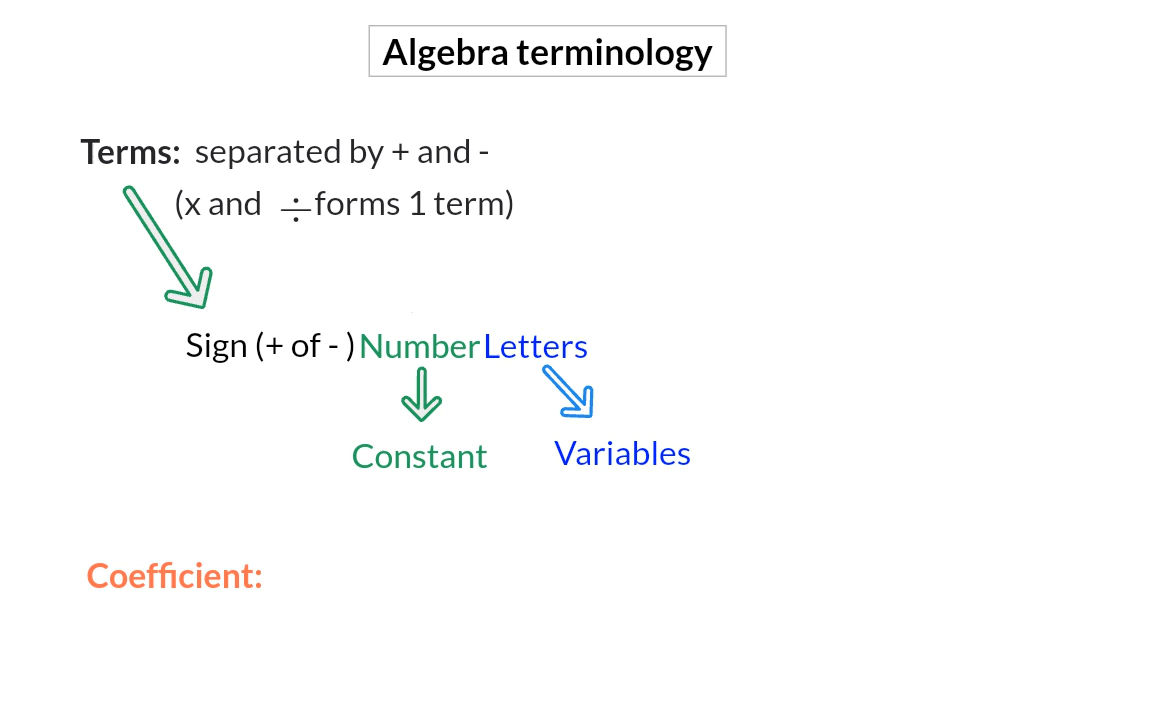 Algebra terminology
Terms: separated by + and -
(x and ÷ forms 1 term)
Sign (+ of - ) Number Letters
Constant Variables
Coefficient: